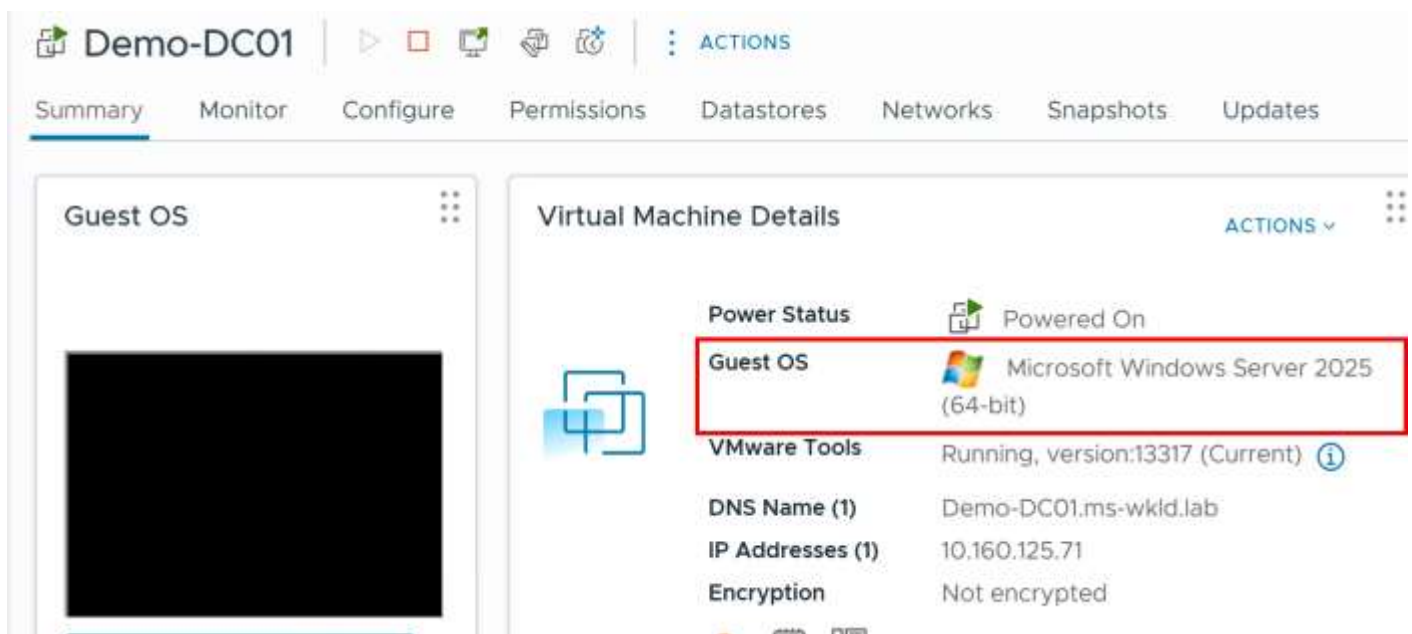 Demo-DC01 ACTIONS
Summary Monitor Configure Permissions Datastores Networks Snapshots Updates
Guest OS
Virtual Machine Details
ACTIONS
Power Status Powered On
Guest OS Microsoft Windows Server 2025
(64-bit)
VMware Tools Running, version:13317 (Current)
DNS Name (1) Demo-DC01.ms-wkld.lab
IP Addresses (1) 10.160.125.71
Encryption Not encrypted